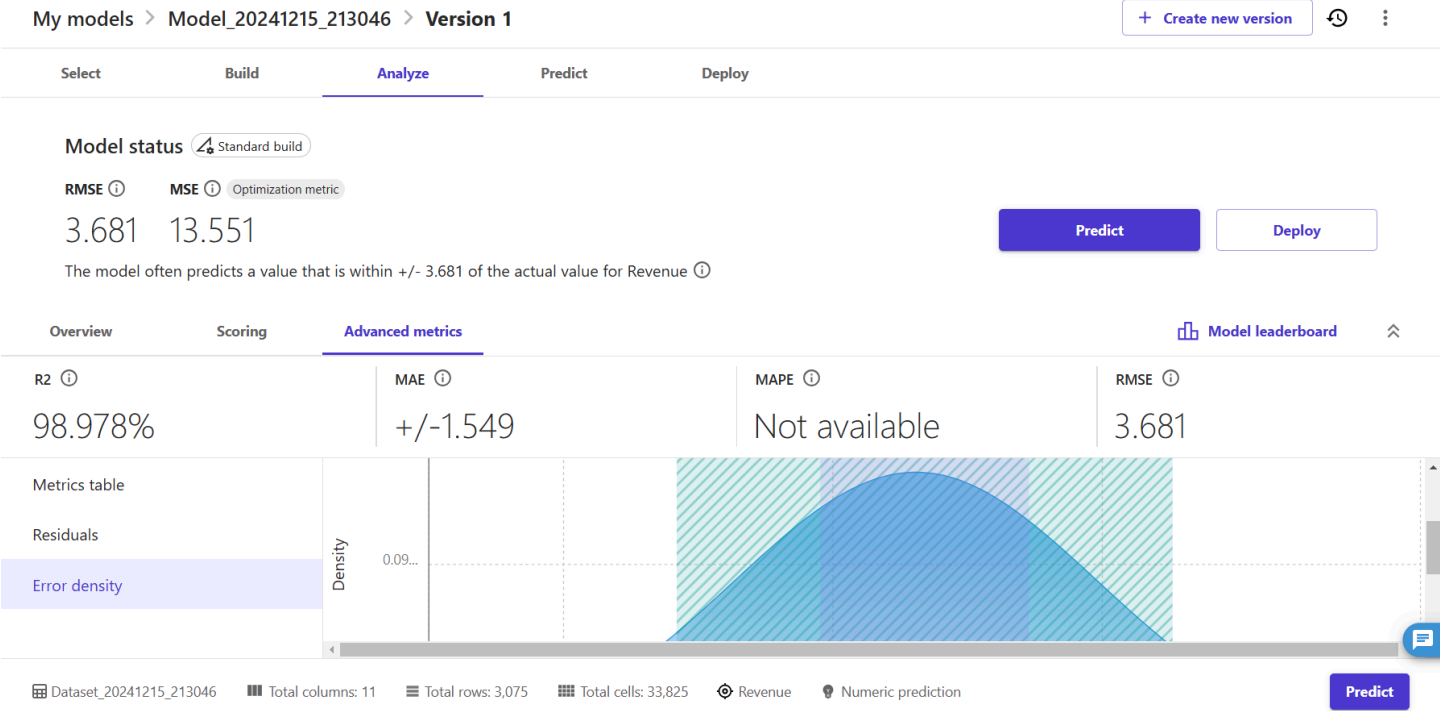 My models > Model_20241215_213046 > Version 1
+ Create new version
Select Build Analyze Predict Deploy
Model status Standard build
RMSE MSE Optimization metric
3.681 13.551
Predict Deploy
The model often predicts a value that is within +/- 3.681 of the actual value for Revenue
Overview Scoring Advanced metrics Model leaderboard
R2 MAE MAPE RMSE
98.978% +/-1.549 Not available 3.681
Metrics table
Residuals
Error density
Density
0.09...
Dataset_20241215_213046 Total columns: 11 Total rows: 3,075 Total cells: 33,825 Revenue Numeric prediction Predict